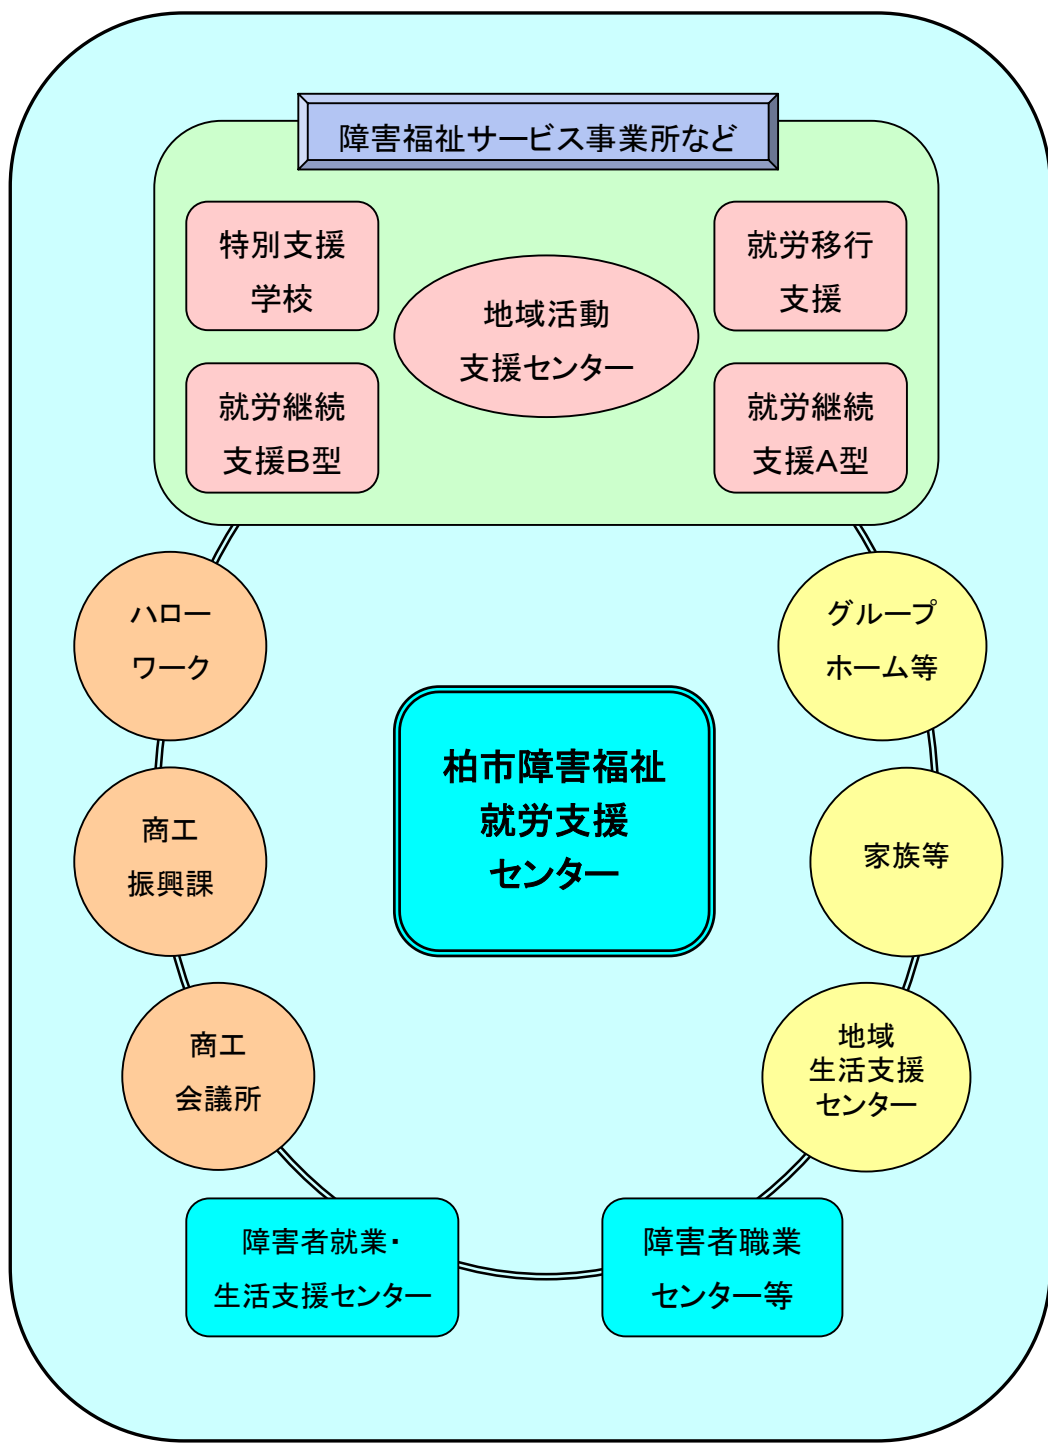 障害福祉サービス事業所など
特別支援
学校
地域活動
支援センター
就労移行
支援
就労継続
支援B型
就労継続
支援A型
ハロー
ワーク
グループ
ホーム等
柏市障害福祉
就労支援
センター
商工
振興課
家族等
商工
会議所
地域
生活支援
センター
障害者就業・
生活支援センター
障害者職業
センター等